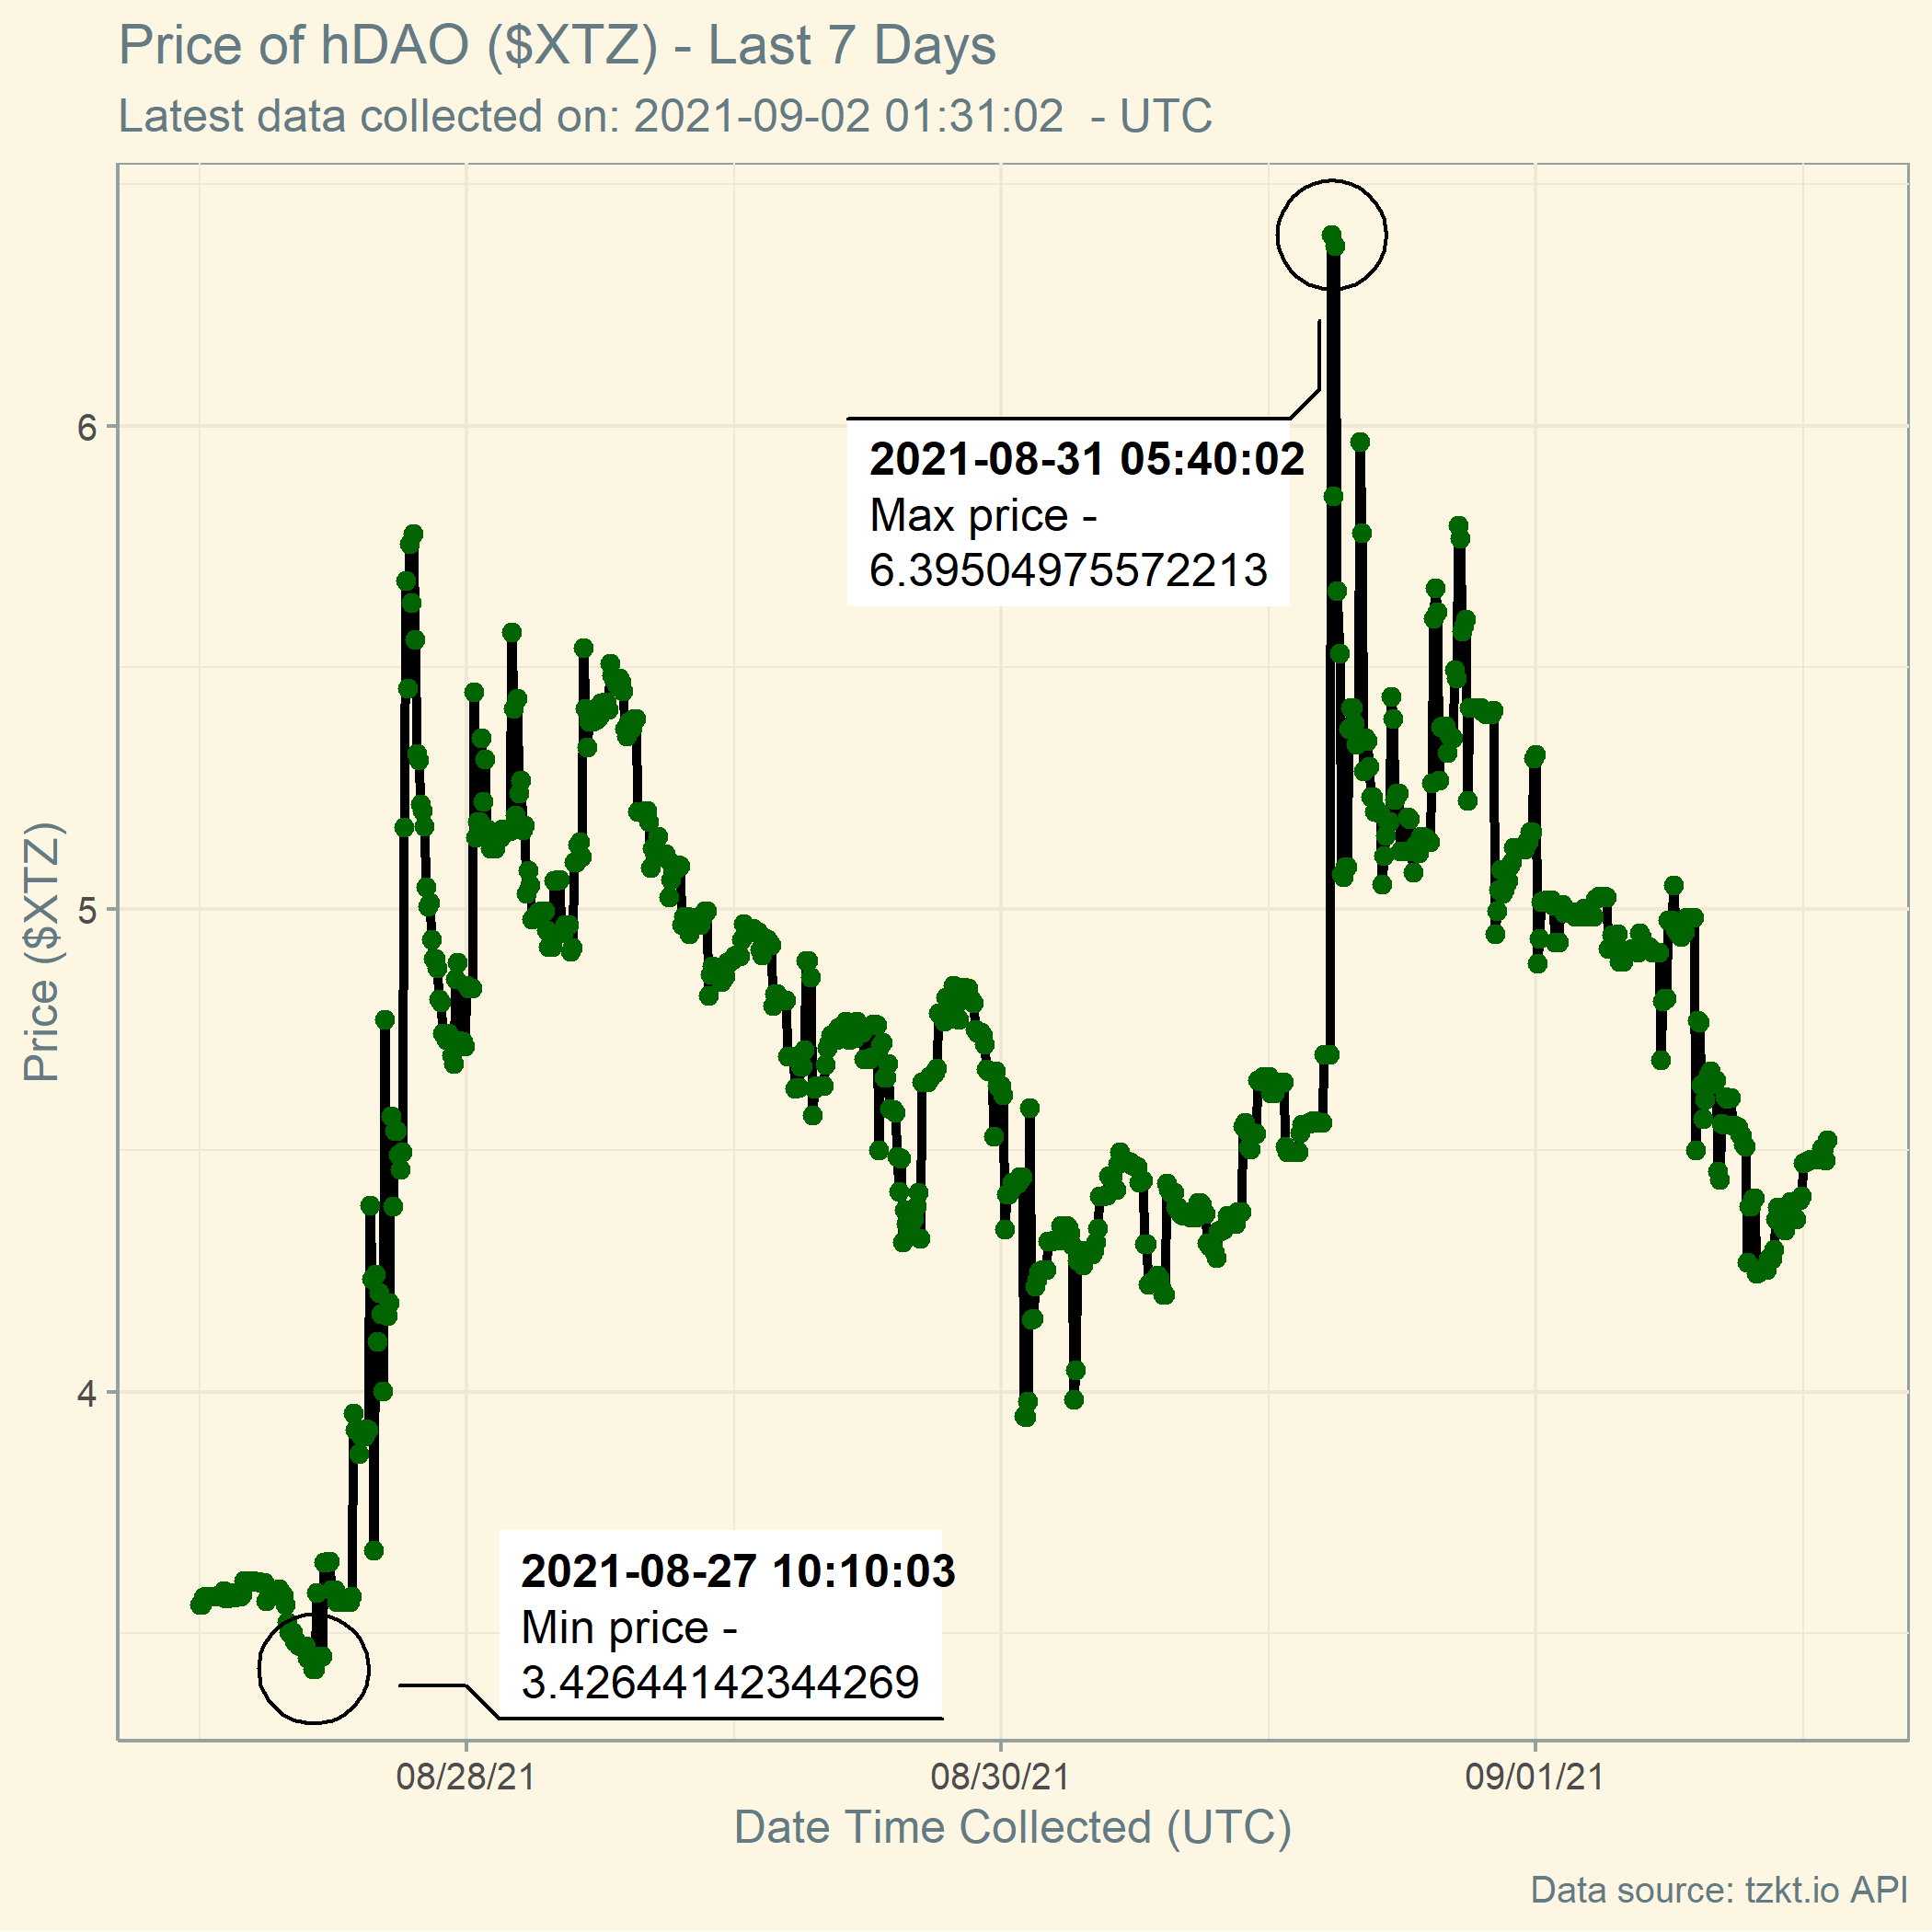 Price of hDAO ($XTZ) - Last 7 Days
Latest data collected on: 2021-09-02 01:31:02  - UTC
2021-08-31 05:40:02
Max price -
6.39504975572213
2021-08-27 10:10:03
Min price -
3.42644142344269
6
5
4
Price ($XTZ)
08/28/21
08/30/21
09/01/21
Date Time Collected (UTC)
Data source: tzkt.io API